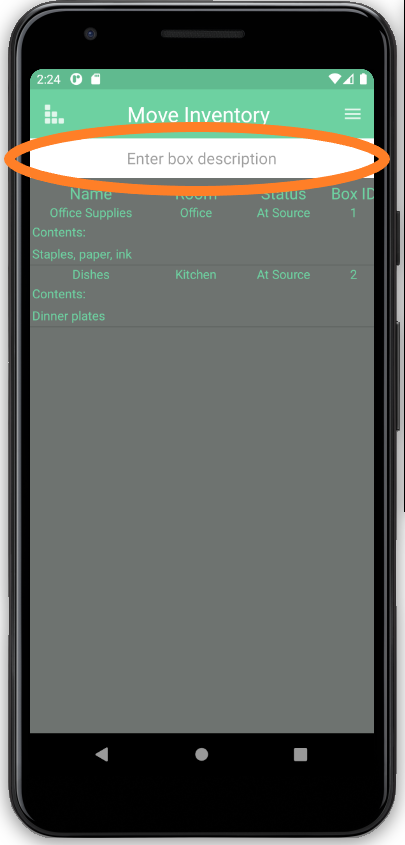 2:24
Move Inventory
Enter box description
Name Room Status Box ID
Office Supplies Office At Source 1
Contents:
Staples, paper, ink
Dishes Kitchen At Source 2
Contents:
Dinner plates